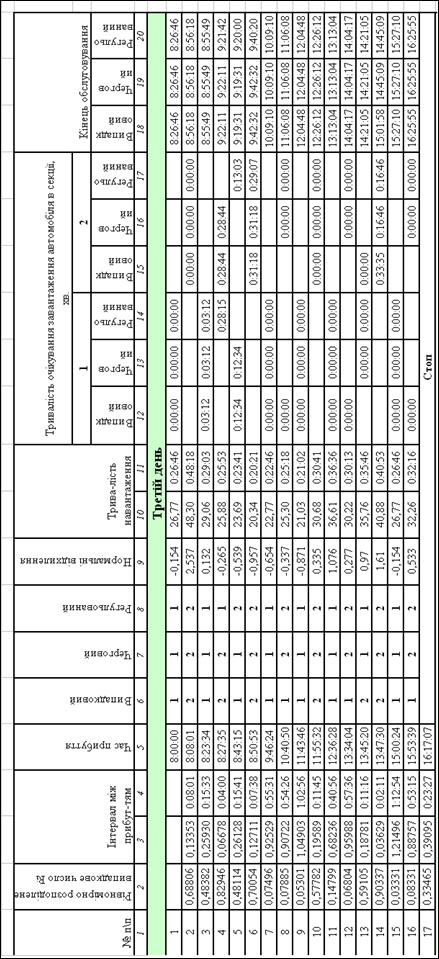 № п\п | Рівномірно розподілене випадкове число Ri | Інтервал між прибут-тям | Час прибуття | Випадковий | Черговий | Регульований | Нормальні відхилення | Трива-лість навантаження | Тривалість очікування завантаження автомобіля в секції, хв. | Кінець обслуговування
1 | 2
Випадковий | Черговий | Регульований | Випадковий | Черговий | Регульований | Випадк | Черговий | Регульований
1 2 3 4 5 6 7 8 9 10 11 12 13 14 15 16 17 18 19 20
Третій день
1 8:00:00 1 1 1 -0,154 26,77 0:26:46 0:00:00 0:00:00 0:00:00 8:26:46 8:26:46 8:26:46
2 0,68806 0,13353 0:08:01 8:08:01 2 2 2 2,537 48,30 0:48:18 0:00:00 0:00:00 0:00:00 8:56:18 8:56:18 8:56:18
3 0,48382 0,25930 0:15:33 8:23:34 1 1 1 0,132 29,06 0:29:03 0:03:12 0:03:12 0:03:12 8:55:49 8:55:49 8:55:49
4 0,82946 0,06678 0:04:00 8:27:35 2 2 1 -0,265 25,88 0:25:53 0:28:15 0:28:44 0:28:44 9:22:11 9:22:11 9:21:42
5 0,48114 0,26128 0:15:41 8:43:15 1 1 2 -0,539 23,69 0:23:41 0:12:34 0:12:34 0:13:03 9:19:31 9:19:31 9:20:00
6 0,70054 0,12711 0:07:38 8:50:53 2 2 2 -0,957 20,34 0:20:21 0:31:18 0:31:18 0:29:07 9:42:32 9:42:32 9:40:20
7 0,07496 0,92529 0:55:31 9:46:24 1 1 1 -0,654 22,77 0:22:46 0:00:00 0:00:00 0:00:00 10:09:10 10:09:10 10:09:10
8 0,07885 0,90722 0:54:26 10:40:50 2 2 2 -0,337 25,30 0:25:18 0:00:00 0:00:00 0:00:00 11:06:08 11:06:08 11:06:08
9 0,05301 1,04903 1:02:56 11:43:46 1 1 1 -0,871 21,03 0:21:02 0:00:00 0:00:00 0:00:00 12:04:48 12:04:48 12:04:48
10 0,57782 0,19589 0:11:45 11:55:32 2 2 2 0,335 30,68 0:30:41 0:00:00 0:00:00 0:00:00 12:26:12 12:26:12 12:26:12
11 0,14799 0,68236 0:40:56 12:36:28 1 1 1 1,076 36,61 0:36:36 0:00:00 0:00:00 0:00:00 13:13:04 13:13:04 13:13:04
12 0,06804 0,95988 0:57:36 13:34:04 1 2 2 0,277 30,22 0:30:13 0:00:00 0:00:00 0:00:00 14:04:17 14:04:17 14:04:17
13 0,59105 0,18781 0:11:16 13:45:20 2 1 1 0,97 35,76 0:35:46 0:00:00 0:00:00 0:00:00 14:21:05 14:21:05 14:21:05
14 0,90337 0,03629 0:02:11 13:47:30 2 2 2 1,61 40,88 0:40:53 0:33:35 0:16:46 0:16:46 15:01:58 14:45:09 14:45:09
15 0,03331 1,21496 1:12:54 15:00:24 1 1 1 -0,154 26,77 0:26:46 0:00:00 0:00:00 0:00:00 15:27:10 15:27:10 15:27:10
16 0,08331 0,88757 0:53:15 15:53:39 1 2 2 0,533 32,26 0:32:16 0:00:00 0:00:00 0:00:00 16:25:55 16:25:55 16:25:55
17 0,33465 0,39095 0:23:27 16:17:07 Стоп